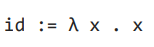 id := λ x . x